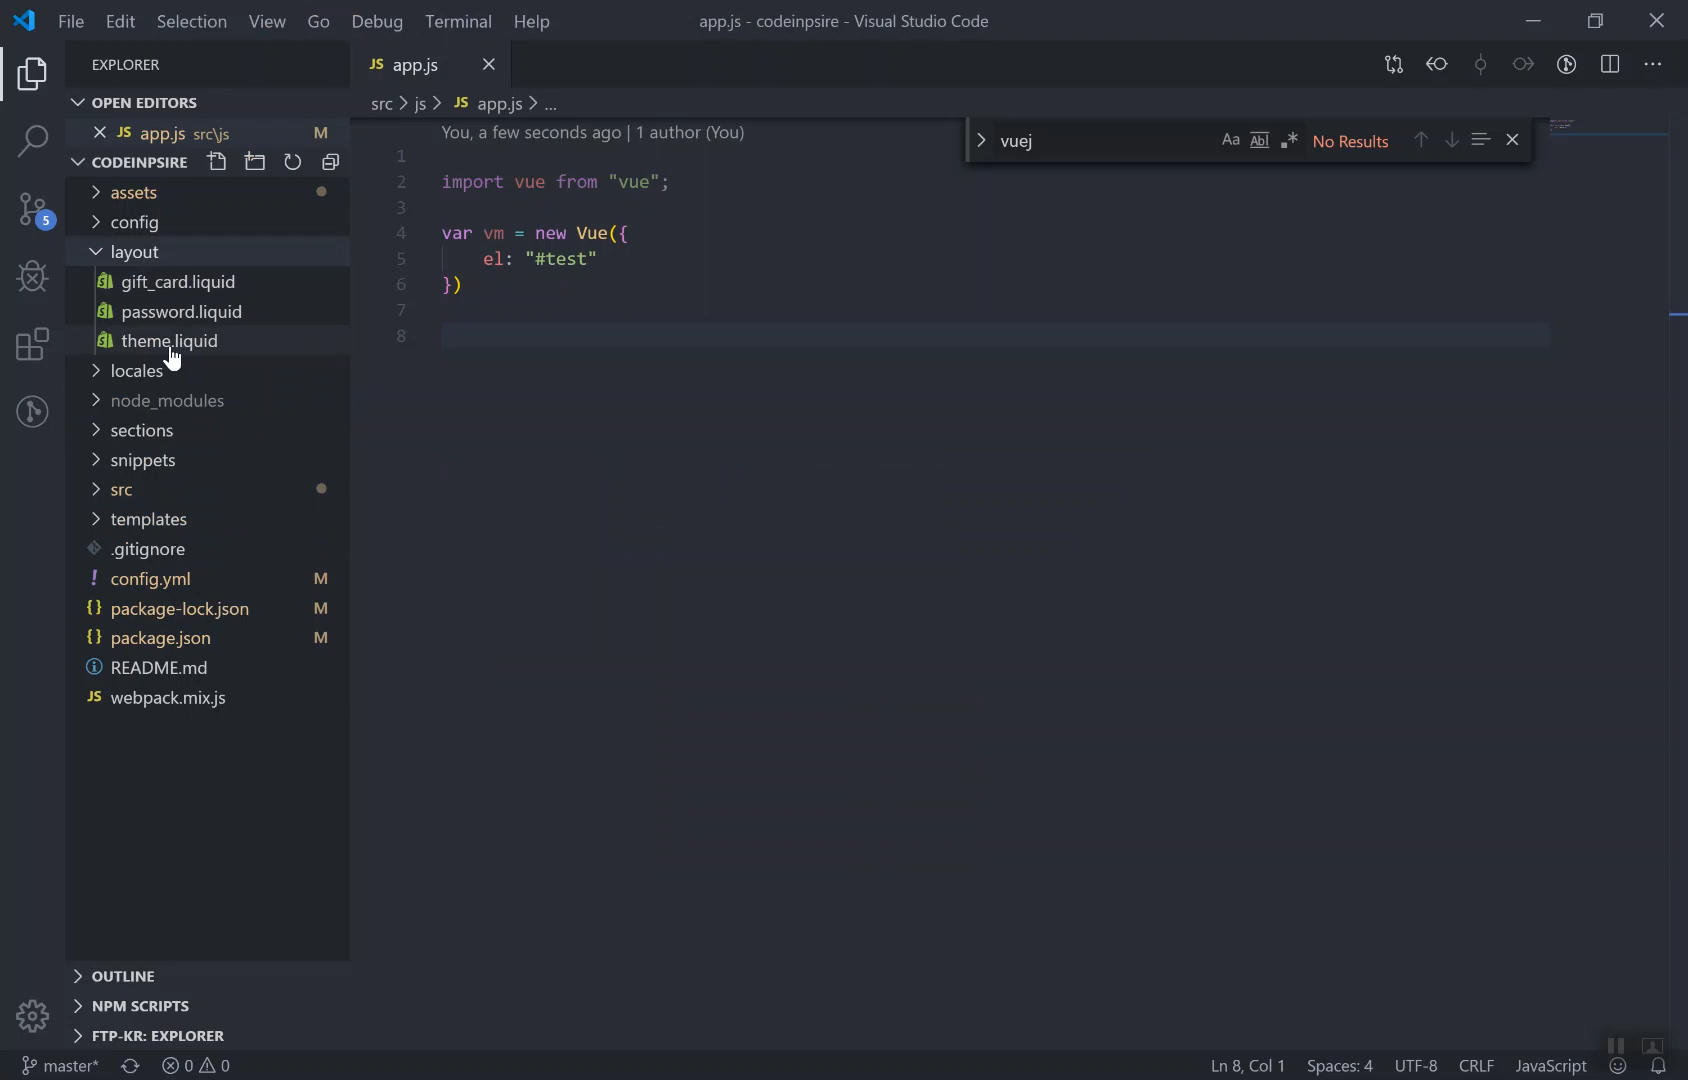 File Edit Selection View Go Debug Terminal Help
app.js - codeinpsire - Visual Studio Code
EXPLORER
OPEN EDITORS
JS app.js src\js M
CODEINPSIRE
assets
config
layout
gift_card.liquid
password.liquid
theme.liquid
locales
node_modules
sections
snippets
src
templates
.gitignore
! config.yml M
{} package-lock.json M
{} package.json M
README.md
JS webpack.mix.js
OUTLINE
NPM SCRIPTS
FTP-KR: EXPLORER
5
JS app.js
src > js > JS app.js > ...
You, a few seconds ago | 1 author (You)
vuej Aa Abl .* No Results
1
2 import vue from "vue";
3
4 var vm = new Vue({
5 el: "#test"
6 })
7
8
master* 0 0 Ln 8, Col 1 Spaces: 4 UTF-8 CRLF JavaScript